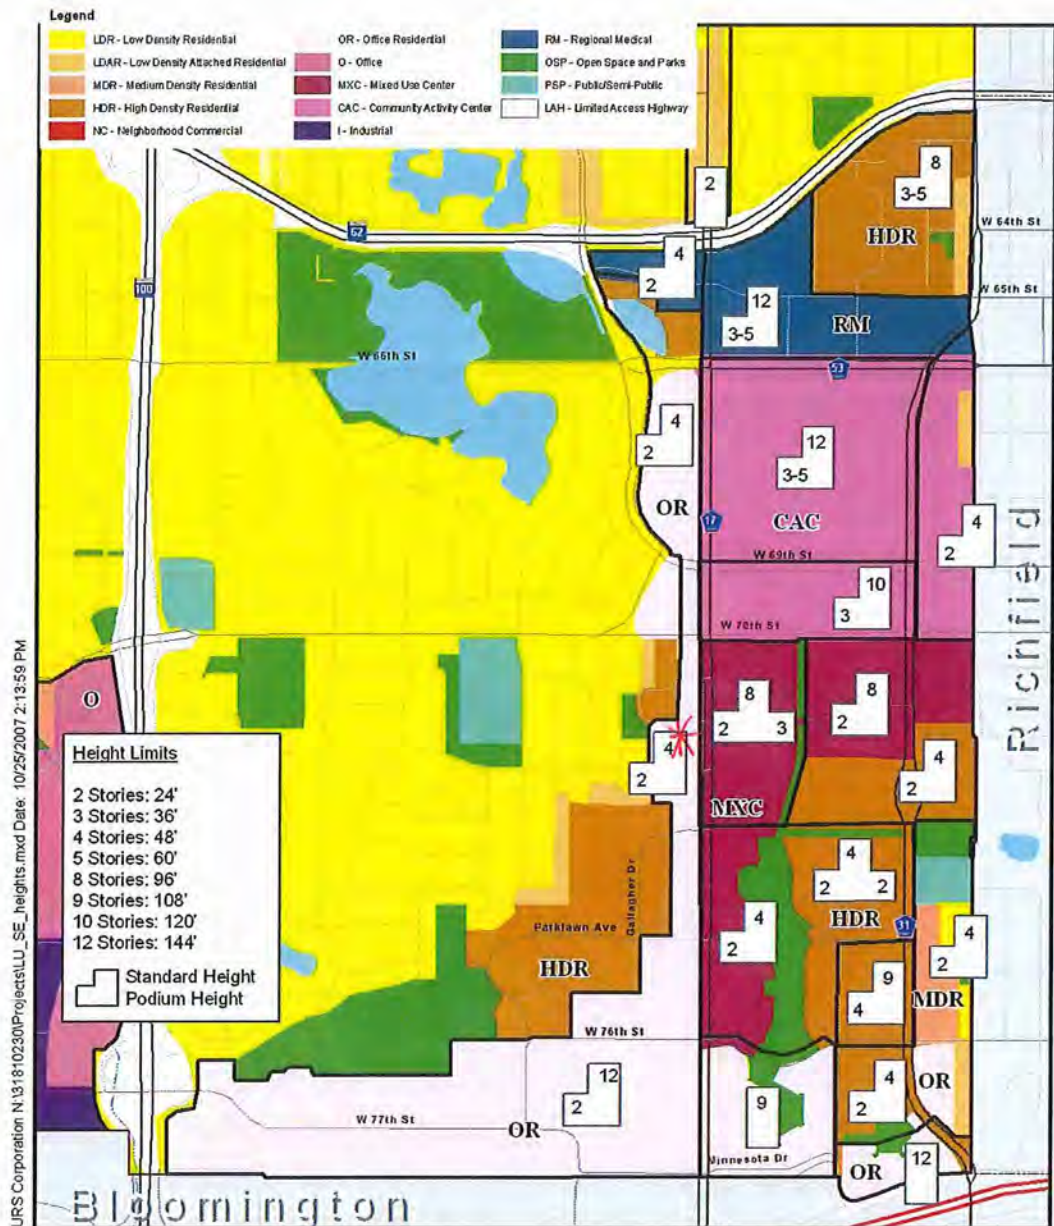 Legend
LDR - Low Density Residential
LDAR - Low Density Attached Residential
MDR - Medium Density Residential
HDR - High Density Residential
NC - Neighborhood Commercial
OR - Office Residential
O - Office
MXC - Mixed Use Center
CAC - Community Activity Center
I - Industrial
RM - Regional Medical
OSP - Open Space and Parks
PSP - Public/Semi-Public
LAH - Limited Access Highway
2
8
3-5
HDR
W 64th St
62
100
4
2
W 65th St
12
3-5
RM
W 66th St
53
4
2
OR
12
3-5
17
CAC
4
2
W 69th St
10
3
W 70th St
Richfield
O
8
2 3
8
2
4
2
4
2
MXC
Height Limits
2 Stories: 24'
3 Stories: 36'
4 Stories: 48'
5 Stories: 60'
8 Stories: 96'
9 Stories: 108'
10 Stories: 120'
12 Stories: 144'
Standard Height
Podium Height
Gallagher Dr
Parklawn Ave
HDR
4
2 2
HDR
31
4
2
4
2
9
4
MDR
W 76th St
12
2
W 77th St
OR
9
4
2
OR
Minnesota Dr
OR
12
Bloomington
URS Corporation N:\31810230\Projects\LU_SE_heights.mxd Date: 10/25/2007 2:13:59 PM